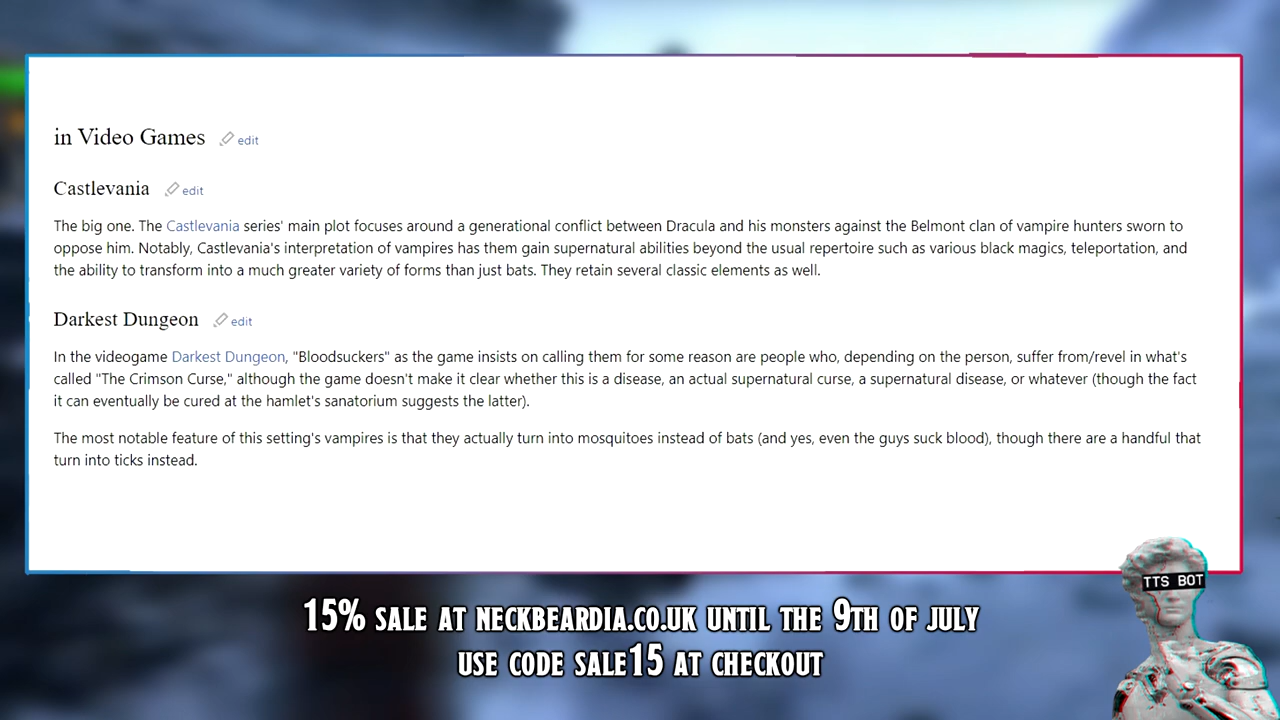 in Video Games edit
Castlevania edit
The big one. The Castlevania series' main plot focuses around a generational conflict between Dracula and his monsters against the Belmont clan of vampire hunters sworn to
oppose him. Notably, Castlevania's interpretation of vampires has them gain supernatural abilities beyond the usual repertoire such as various black magics, teleportation, and
the ability to transform into a much greater variety of forms than just bats. They retain several classic elements as well.
Darkest Dungeon edit
In the videogame Darkest Dungeon, "Bloodsuckers" as the game insists on calling them for some reason are people who, depending on the person, suffer from/revel in what's
called "The Crimson Curse," although the game doesn't make it clear whether this is a disease, an actual supernatural curse, a supernatural disease, or whatever (though the fact
it can eventually be cured at the hamlet's sanatorium suggests the latter).
The most notable feature of this setting's vampires is that they actually turn into mosquitoes instead of bats (and yes, even the guys suck blood), though there are a handful that
turn into ticks instead.
TTS BOT
15% SALE AT NECKBEARDIA.CO.UK UNTIL THE 9TH OF JULY
USE CODE SALE15 AT CHECKOUT